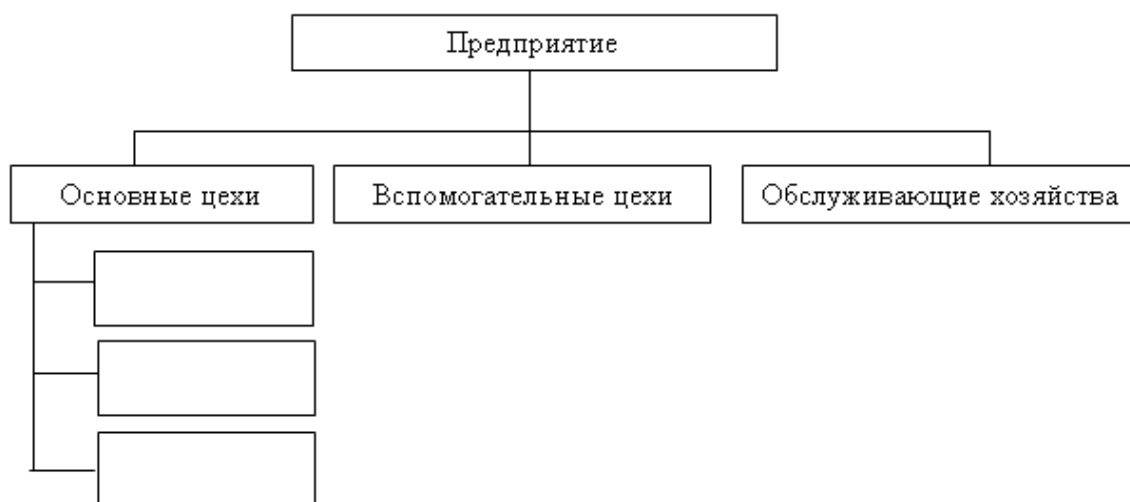 Предприятие
Основные цехи
Вспомогательные цехи
Обслуживающие хозяйства